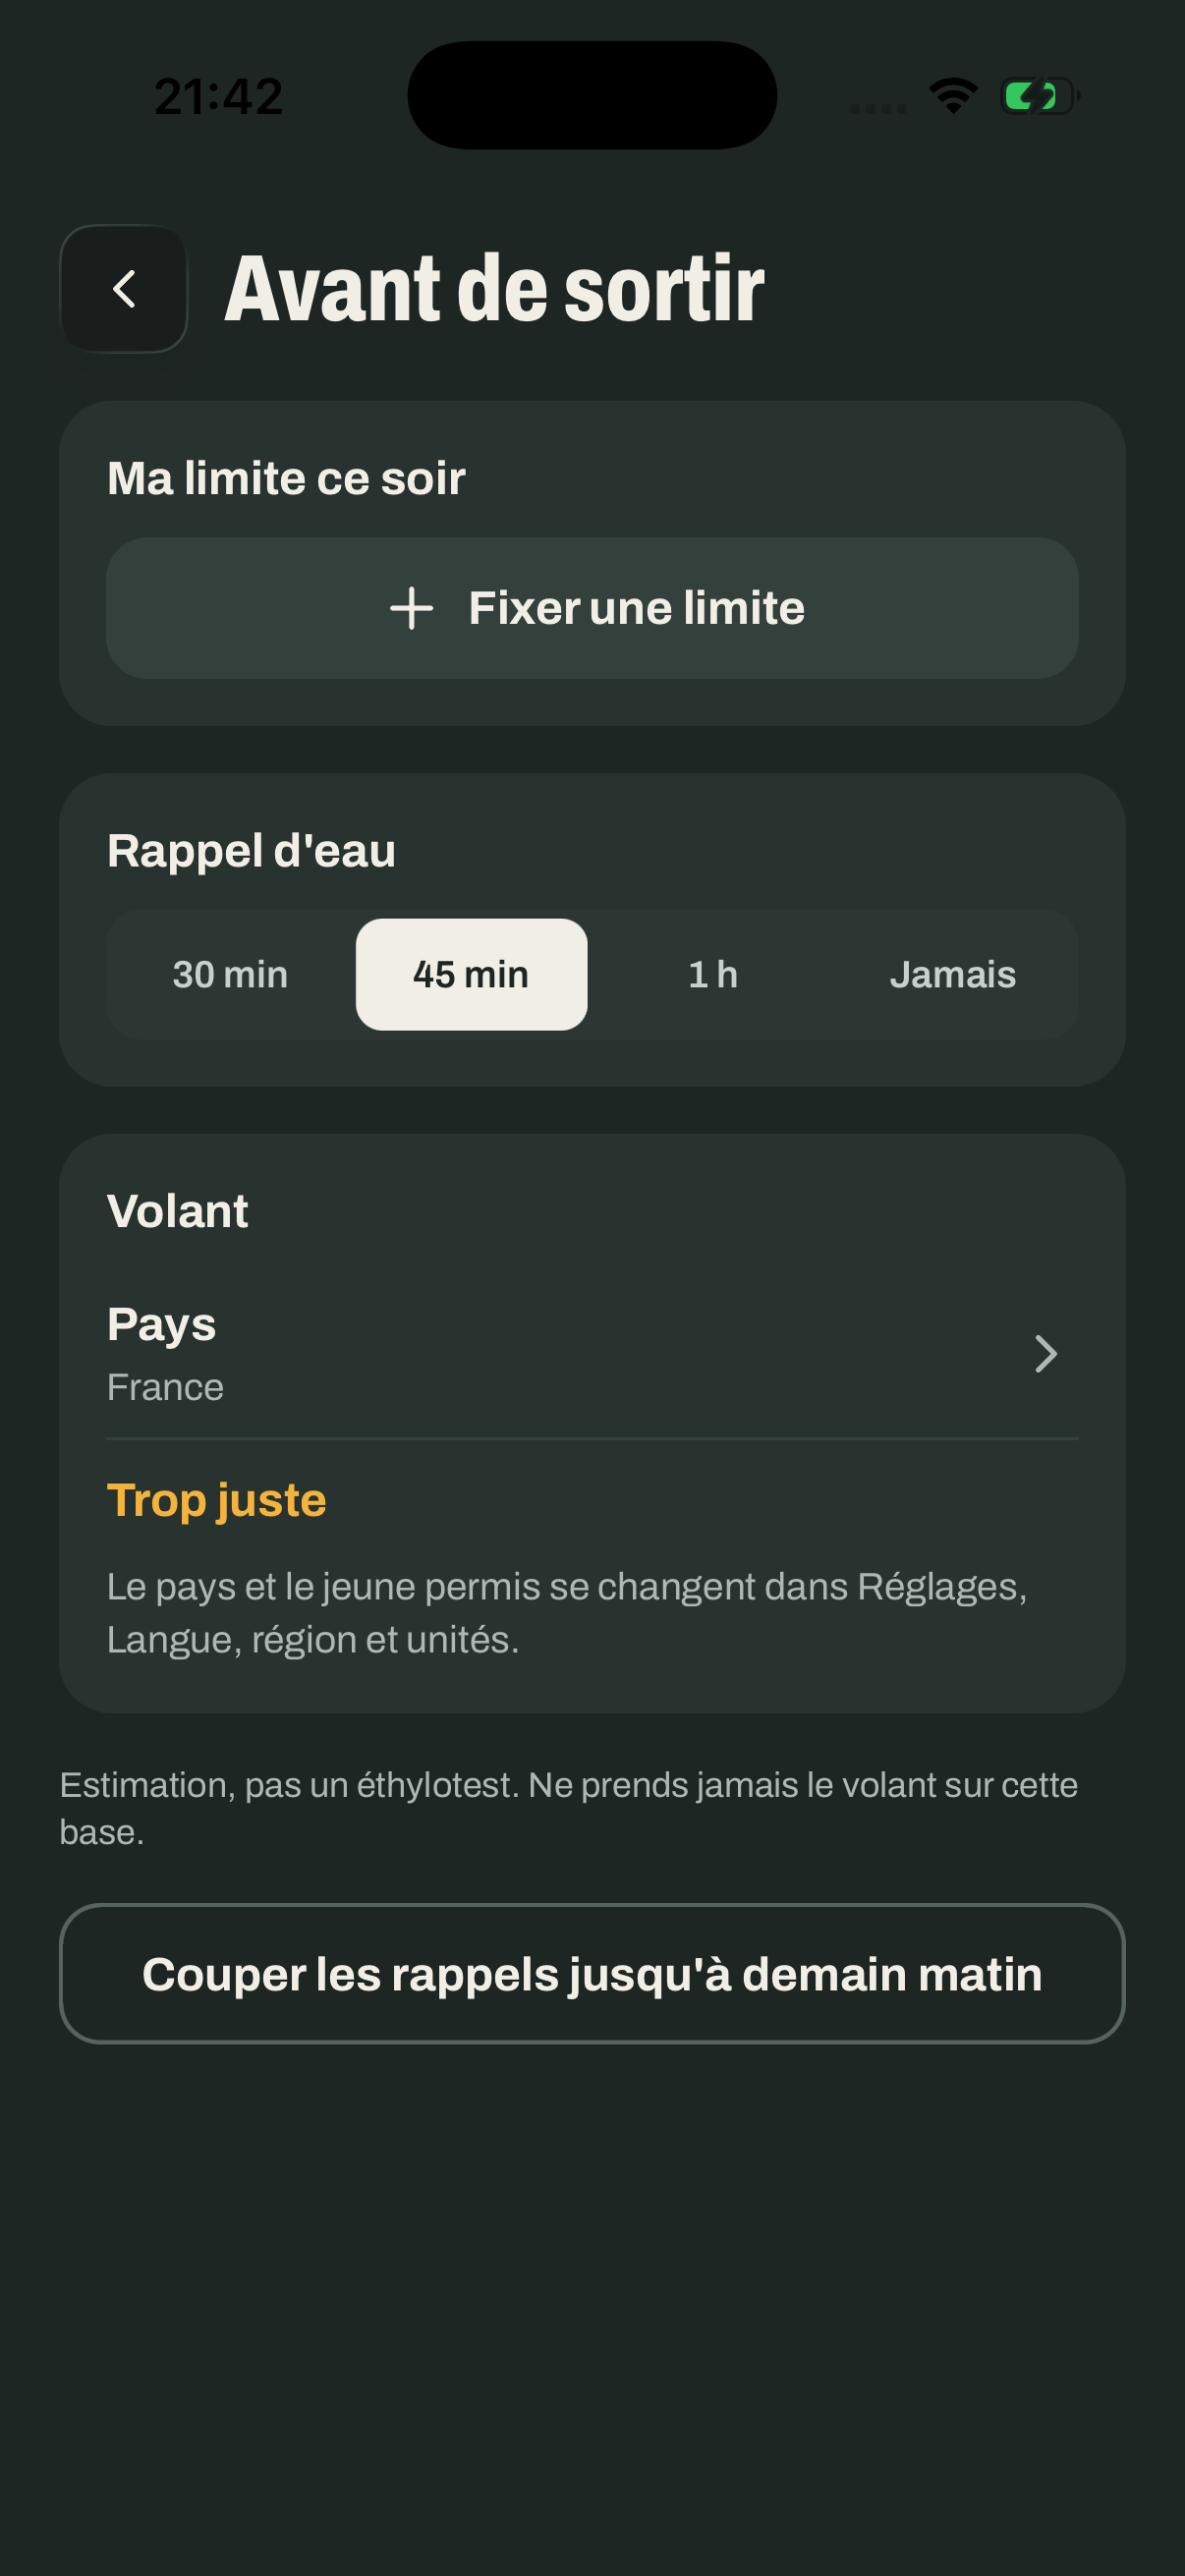 21:42
Avant de sortir
Ma limite ce soir
Fixer une limite
Rappel d'eau
30 min
45 min
1 h
Jamais
Volant
Pays
France
Trop juste
Le pays et le jeune permis se changent dans Réglages,
Langue, région et unités.
Estimation, pas un éthylotest. Ne prends jamais le volant sur cette
base.
Couper les rappels jusqu'à demain matin